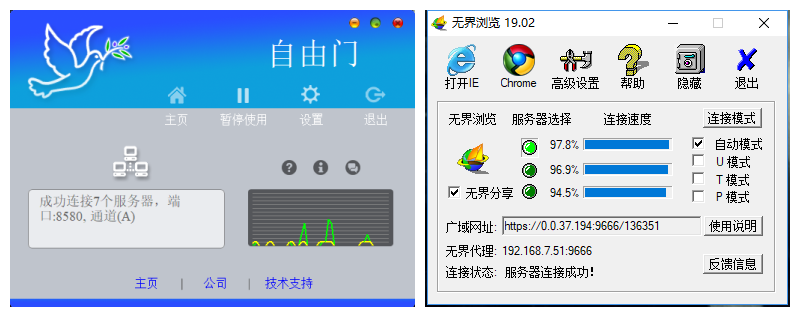 自由门
主页 暂停使用 设置 退出
成功连接7个服务器，端
口:8580, 通道(A)
主页 | 公司 | 技术支持
无界浏览 19.02
打开IE Chrome 高级设置 帮助 隐藏 退出
无界浏览 服务器选择 连接速度 连接模式
97.8% 自动模式
96.9% U 模式
T 模式
无界分享 94.5% P 模式
广域网址: https://0.0.37.194:9666/136351 使用说明
无界代理: 192.168.7.51:9666
反馈信息
连接状态: 服务器连接成功!